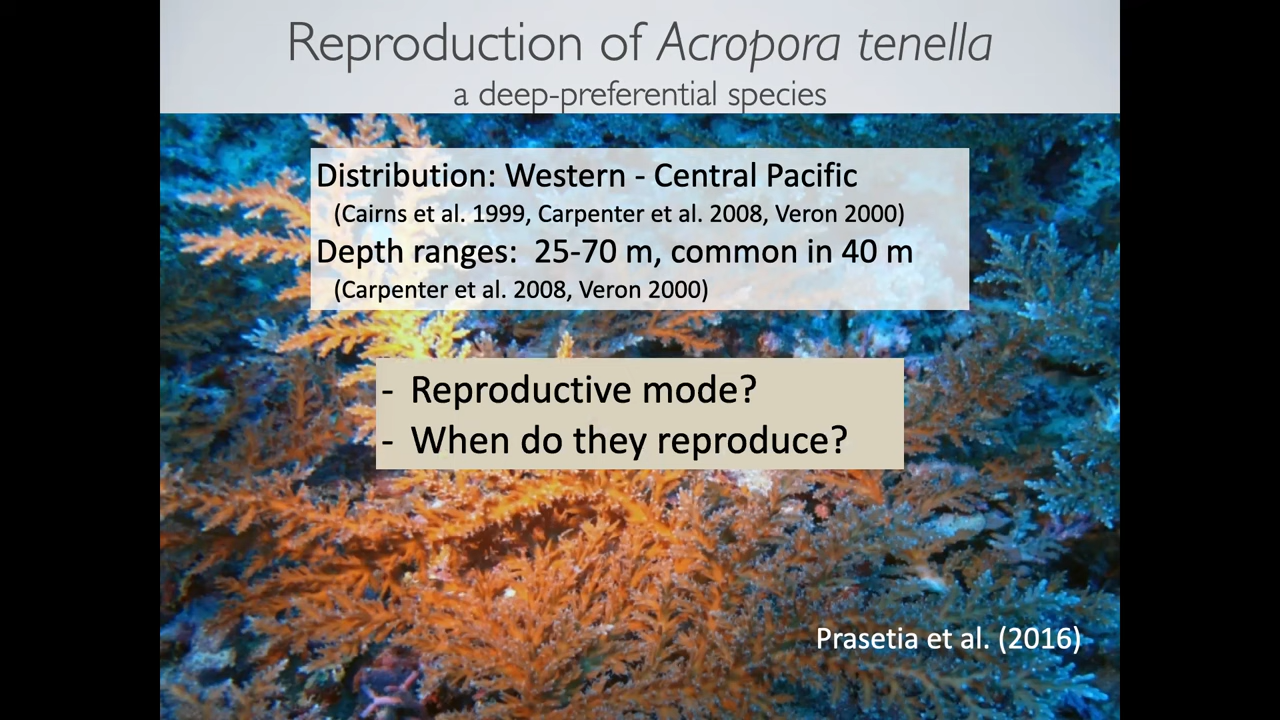 Reproduction of Acropora tenella
a deep-preferential species
Distribution: Western - Central Pacific
(Cairns et al. 1999, Carpenter et al. 2008, Veron 2000)
Depth ranges:  25-70 m, common in 40 m
(Carpenter et al. 2008, Veron 2000)
- Reproductive mode?
- When do they reproduce?
Prasetia et al. (2016)